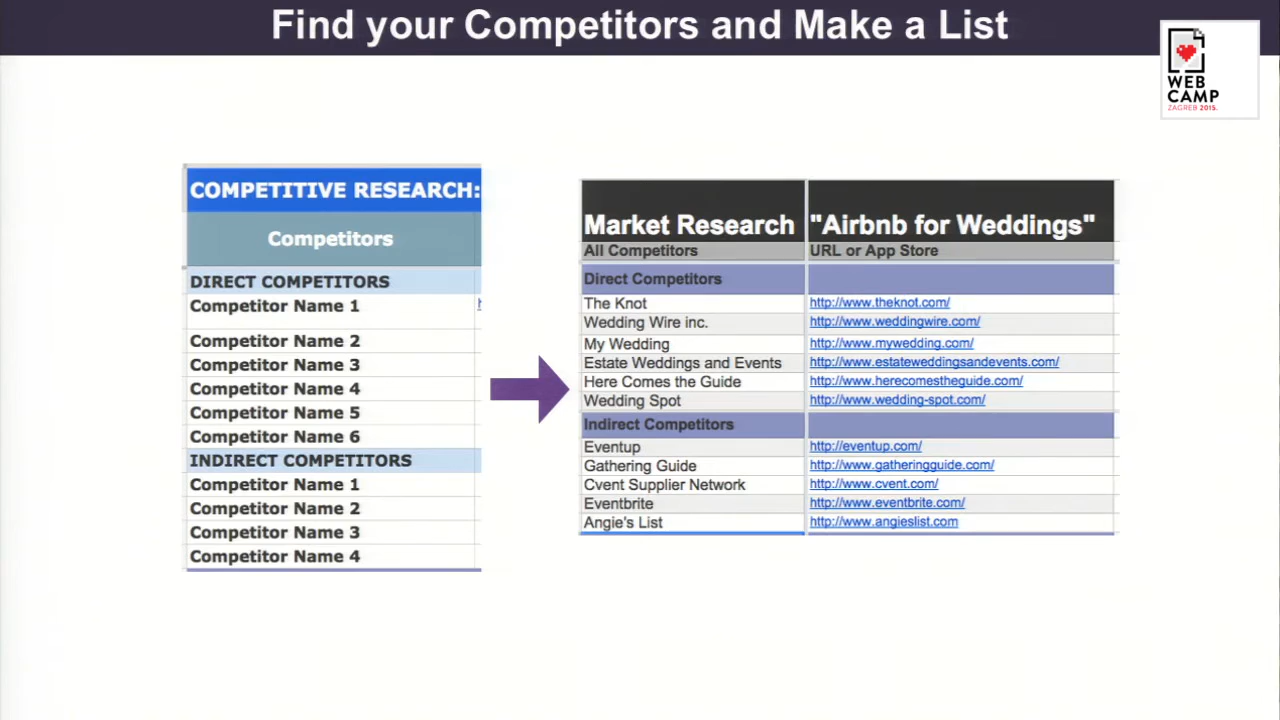 Find your Competitors and Make a List
WEB
CAMP
ZAGREB 2015.
COMPETITIVE RESEARCH:
Competitors
DIRECT COMPETITORS
Competitor Name 1
Competitor Name 2
Competitor Name 3
Competitor Name 4
Competitor Name 5
Competitor Name 6
INDIRECT COMPETITORS
Competitor Name 1
Competitor Name 2
Competitor Name 3
Competitor Name 4
Market Research "Airbnb for Weddings"
All Competitors URL or App Store
Direct Competitors
The Knot http://www.theknot.com/
Wedding Wire inc. http://www.weddingwire.com/
My Wedding http://www.mywedding.com/
Estate Weddings and Events http://www.estateweddingsandevents.com/
Here Comes the Guide http://www.herecomestheguide.com/
Wedding Spot http://www.wedding-spot.com/
Indirect Competitors
Eventup http://eventup.com/
Gathering Guide http://www.gatheringguide.com/
Cvent Supplier Network http://www.cvent.com/
Eventbrite http://www.eventbrite.com/
Angie's List http://www.angieslist.com